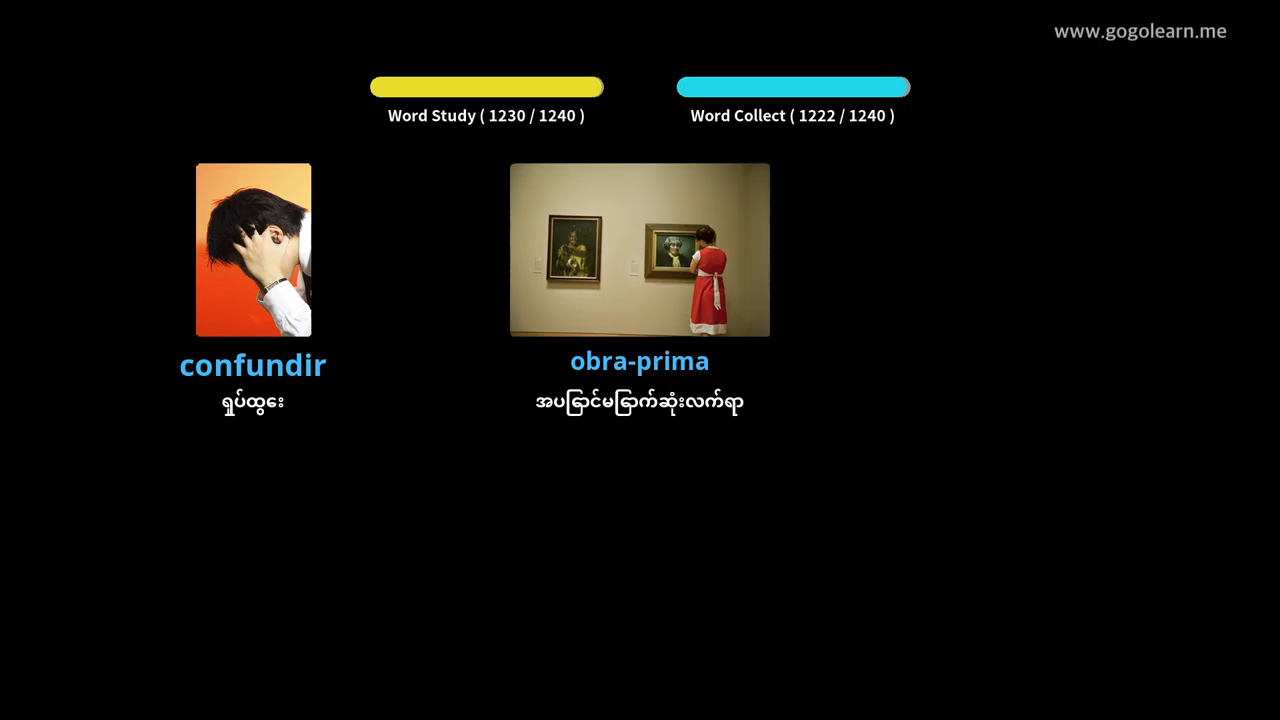 www.gogolearn.me
Word Study ( 1230 / 1240 )
Word Collect ( 1222 / 1240 )
confundir
ရှုပ်ထွေး
obra-prima
အပြောင်မြောက်ဆုံးလက်ရာ